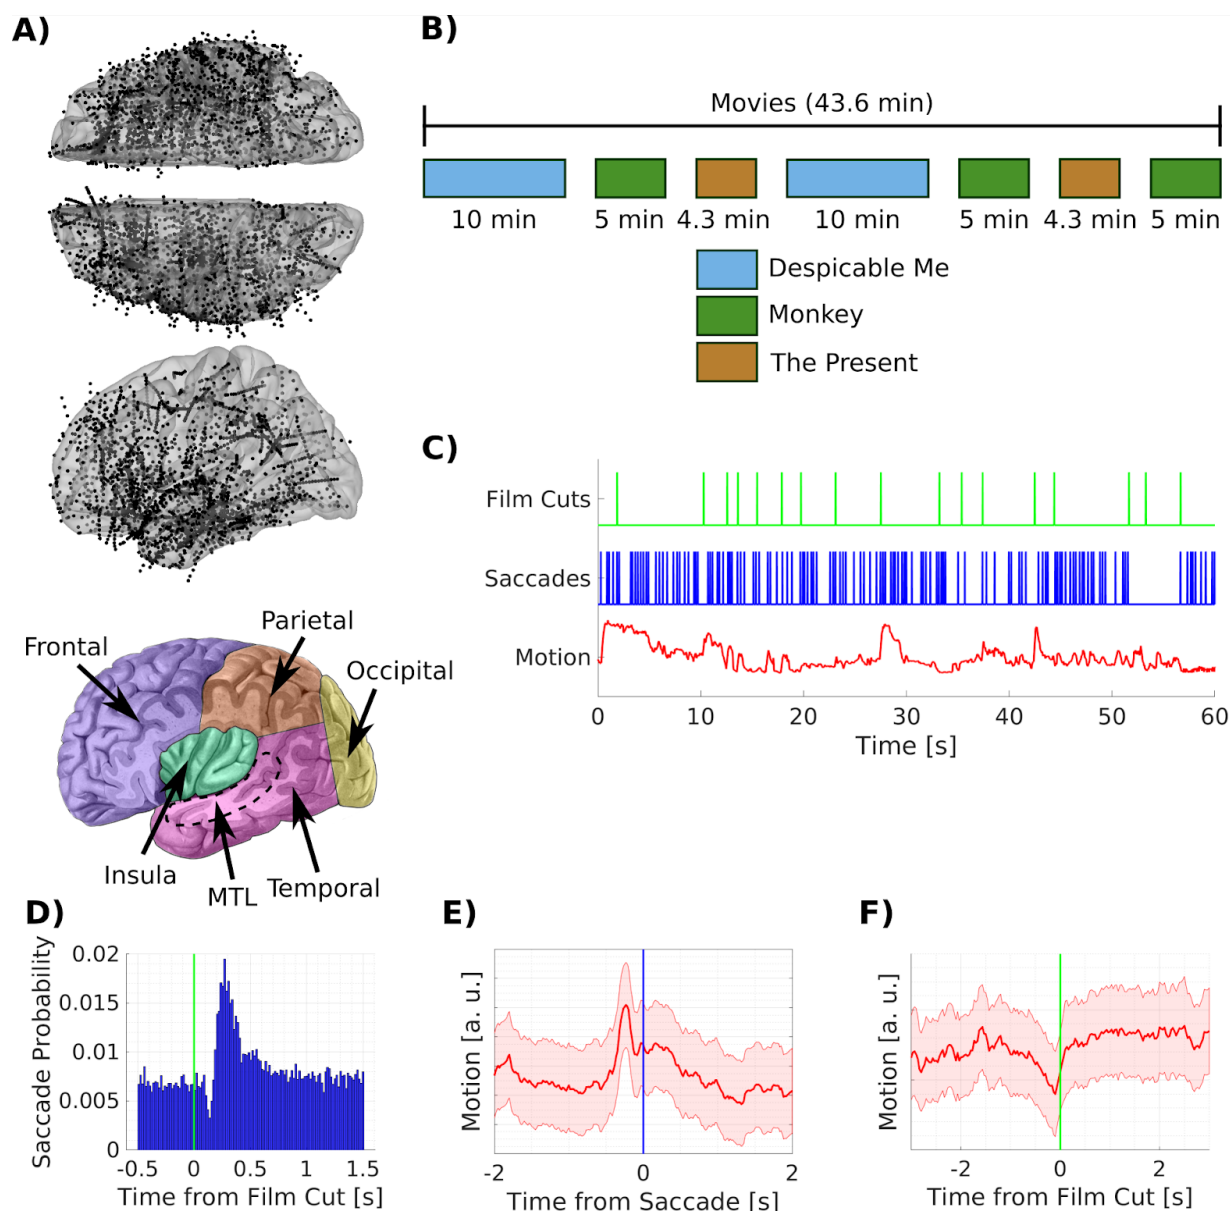 A)
B)
Movies (43.6 min)
10 min 5 min 4.3 min 10 min 5 min 4.3 min 5 min
Despicable Me
Monkey
The Present
C)
Film Cuts
Saccades
Motion
0 10 20 30 40 50 60
Time [s]
Frontal
Parietal
Occipital
Insula
MTL
Temporal
D)
Saccade Probability
0.02
0.015
0.01
0.005
0
-0.5 0 0.5 1 1.5
Time from Film Cut [s]
E)
Motion [a. u.]
-2 0 2
Time from Saccade [s]
F)
Motion [a. u.]
-2 0 2
Time from Film Cut [s]